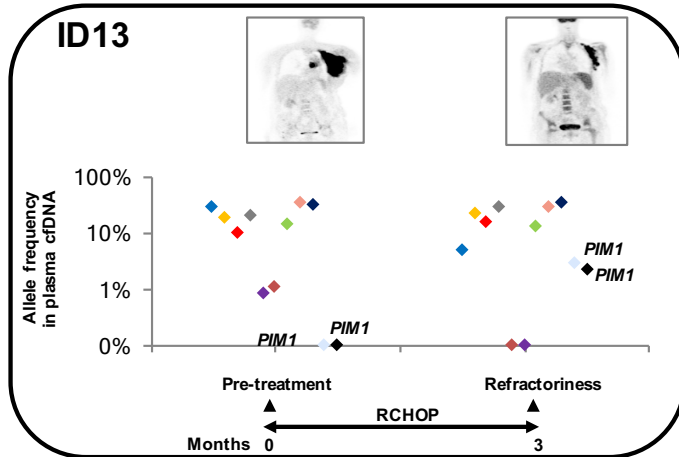 ID13
Allele frequency
in plasma cfDNA
100%
10%
1%
0%
PIM1
PIM1
PIM1
PIM1
Pre-treatment
Refractoriness
RCHOP
Months 0 3